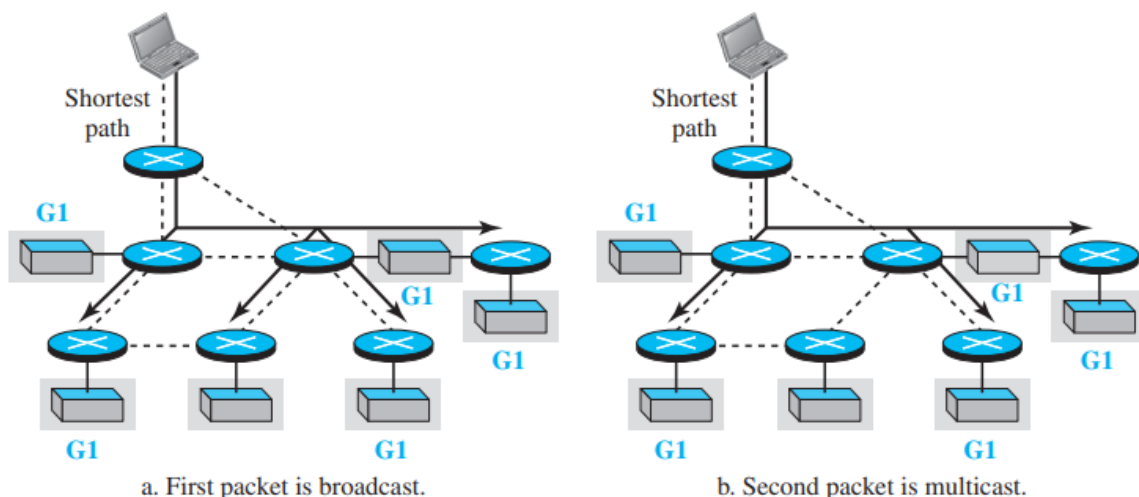 Shortest
path
G1
G1
G1
G1
G1
a. First packet is broadcast.
Shortest
path
G1
G1
G1
G1
G1
b. Second packet is multicast.